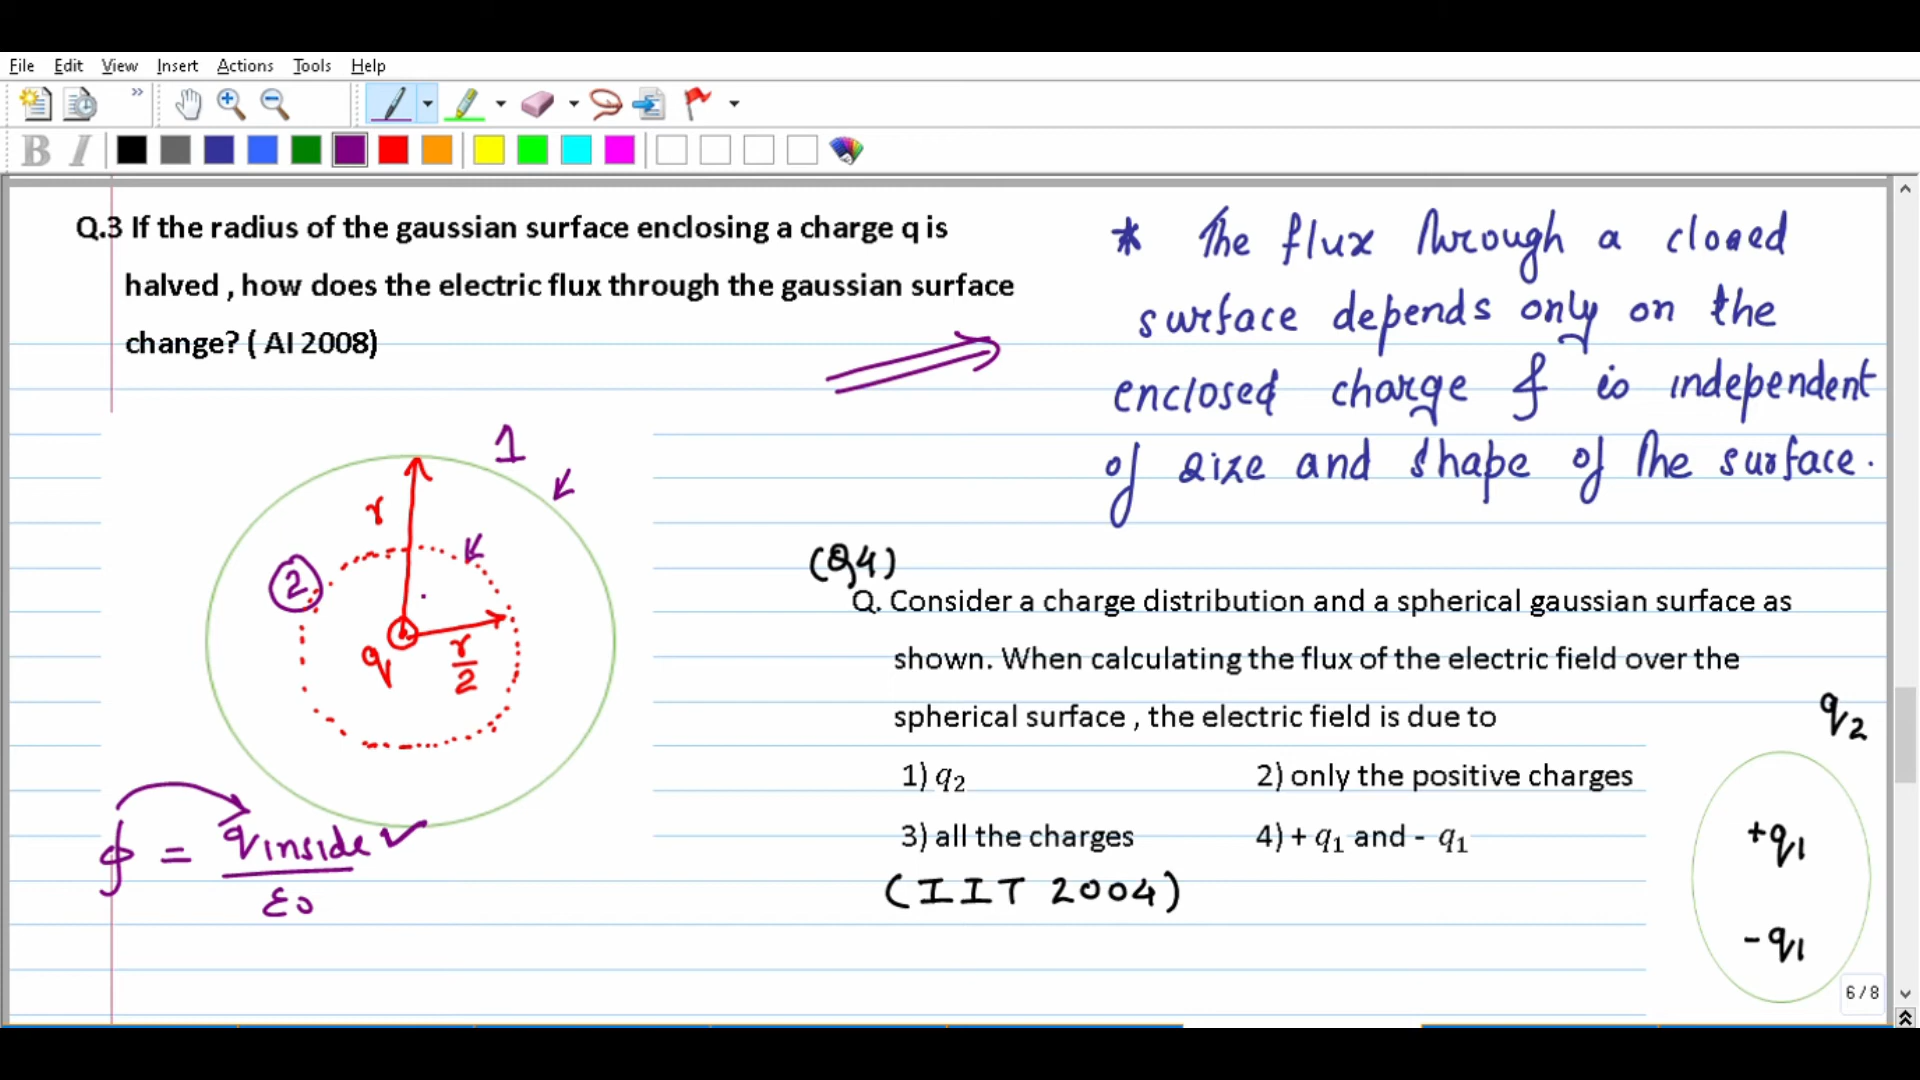 File Edit View Insert Actions Tools Help
B I
Q.3 If the radius of the gaussian surface enclosing a charge q is
halved , how does the electric flux through the gaussian surface
change? ( AI 2008)
* The flux through a closed
surface depends only on the
enclosed charge & is independent
of size and shape of the surface.
1
r
2
q
r/2
ϕ = q inside / ε0
(Q4)
Q. Consider a charge distribution and a spherical gaussian surface as
shown. When calculating the flux of the electric field over the
spherical surface , the electric field is due to
1) q₂ 2) only the positive charges
3) all the charges 4) + q₁ and - q₁
(IIT 2004)
q₂
+q₁
-q₁
6 / 8